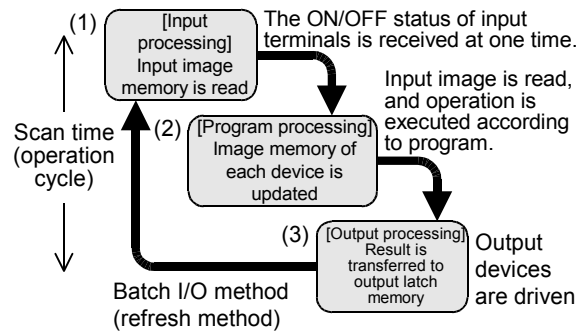 (1)
[Input
processing]
Input image
memory is read
The ON/OFF status of input
terminals is received at one time.
Input image is read,
and operation is
executed according
to program.
Scan time
(operation
cycle)
(2)
[Program processing]
Image memory of
each device is
updated
(3)
[Output processing]
Result is
transferred to
output latch
memory
Output
devices
are driven
Batch I/O method
(refresh method)